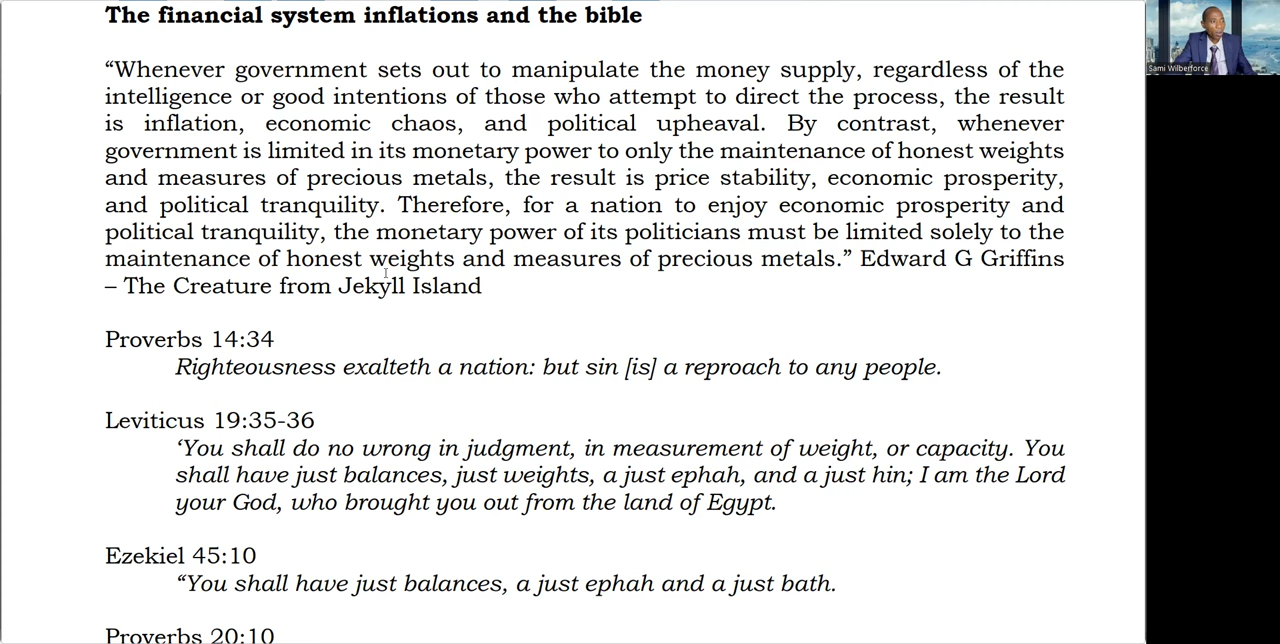 The financial system inflations and the bible
“Whenever government sets out to manipulate the money supply, regardless of the
intelligence or good intentions of those who attempt to direct the process, the result
is inflation, economic chaos, and political upheaval. By contrast, whenever
government is limited in its monetary power to only the maintenance of honest weights
and measures of precious metals, the result is price stability, economic prosperity,
and political tranquility. Therefore, for a nation to enjoy economic prosperity and
political tranquility, the monetary power of its politicians must be limited solely to the
maintenance of honest weights and measures of precious metals.” Edward G Griffins
– The Creature from Jekyll Island
Proverbs 14:34
Righteousness exalteth a nation: but sin [is] a reproach to any people.
Leviticus 19:35-36
‘You shall do no wrong in judgment, in measurement of weight, or capacity. You
shall have just balances, just weights, a just ephah, and a just hin; I am the Lord
your God, who brought you out from the land of Egypt.
Ezekiel 45:10
“You shall have just balances, a just ephah and a just bath.
Proverbs 20:10
Sami Wilberforce